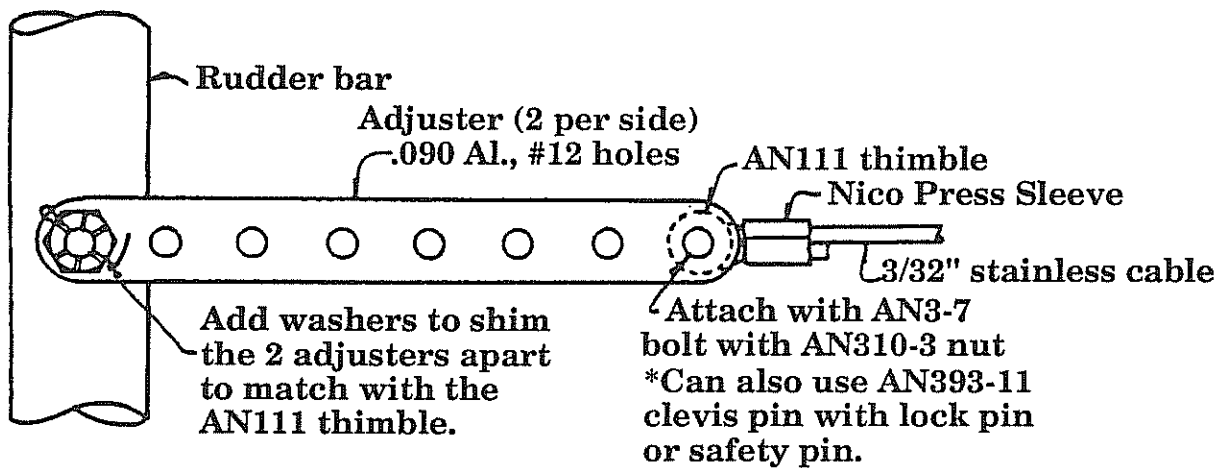 Rudder bar
Adjuster (2 per side)
.090 Al., #12 holes
AN111 thimble
Nico Press Sleeve
3/32" stainless cable
Add washers to shim
the 2 adjusters apart
to match with the
AN111 thimble.
Attach with AN3-7
bolt with AN310-3 nut
*Can also use AN393-11
clevis pin with lock pin
or safety pin.